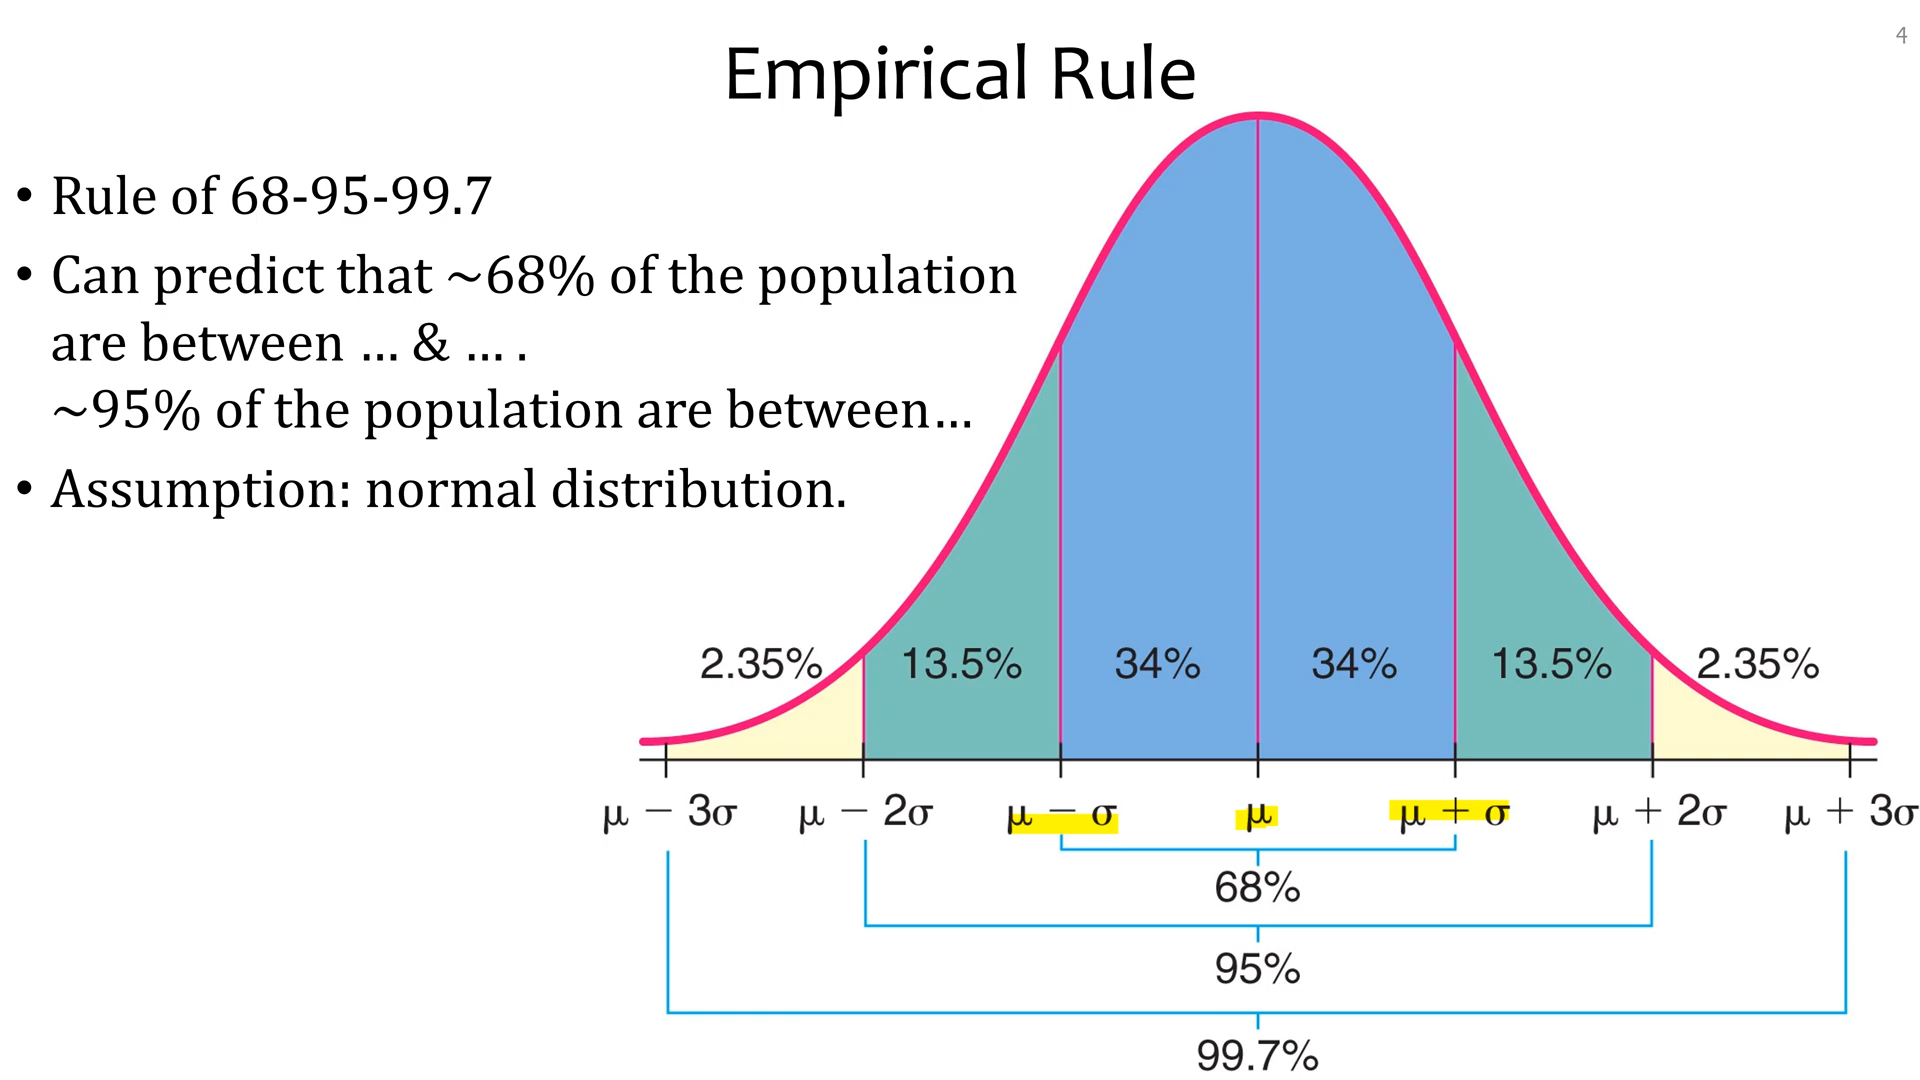 4
Empirical Rule
• Rule of 68-95-99.7
• Can predict that ~68% of the population
are between … & … .
~95% of the population are between…
• Assumption: normal distribution.
2.35% 13.5% 34% 34% 13.5% 2.35%
μ − 3σ μ − 2σ μ − σ μ μ + σ μ + 2σ μ + 3σ
68%
95%
99.7%